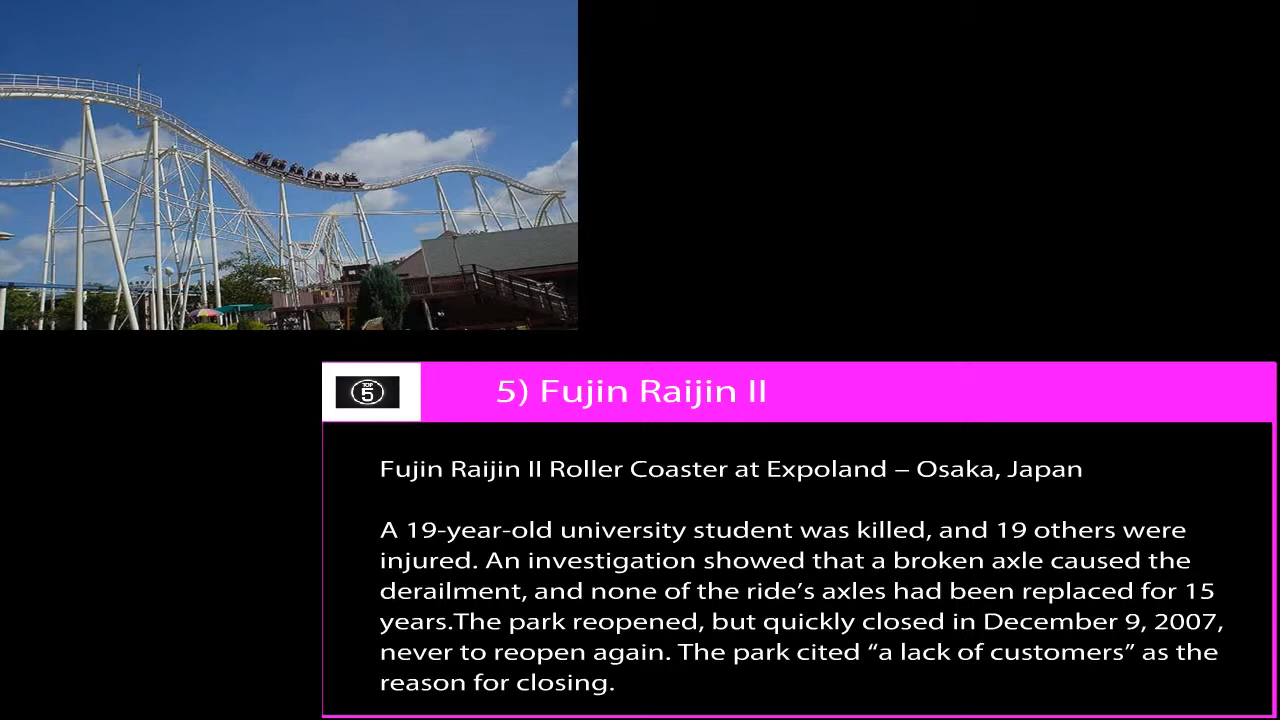 TOP
5
5) Fujin Raijin II
Fujin Raijin II Roller Coaster at Expoland – Osaka, Japan
A 19-year-old university student was killed, and 19 others were
injured. An investigation showed that a broken axle caused the
derailment, and none of the ride’s axles had been replaced for 15
years.The park reopened, but quickly closed in December 9, 2007,
never to reopen again. The park cited “a lack of customers” as the
reason for closing.